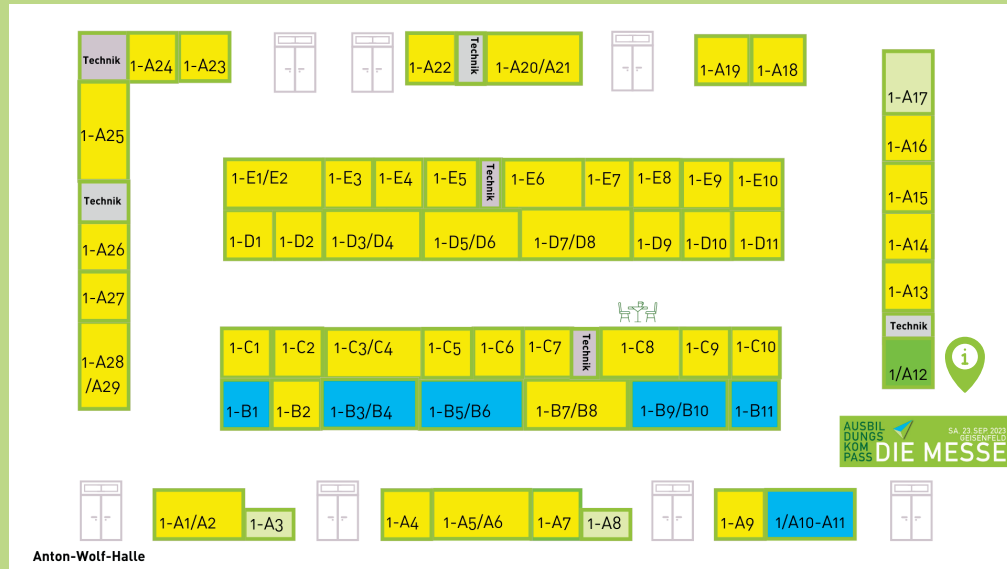 Technik
1-A24
1-A23
1-A22
Technik
1-A20/A21
1-A19
1-A18
1-A17
1-A25
1-A16
Technik
1-A15
1-A26
1-A14
1-A27
1-A13
1-A28
/A29
Technik
1/A12
i
1-E1/E2
1-E3
1-E4
1-E5
Technik
1-E6
1-E7
1-E8
1-E9
1-E10
1-D1
1-D2
1-D3/D4
1-D5/D6
1-D7/D8
1-D9
1-D10
1-D11
1-C1
1-C2
1-C3/C4
1-C5
1-C6
1-C7
Technik
1-C8
1-C9
1-C10
1-B1
1-B2
1-B3/B4
1-B5/B6
1-B7/B8
1-B9/B10
1-B11
AUSBIL
DUNGS
KOM
PASS
SA. 23.SEP 2023
GEISENFELD
DIE MESSE
1-A1/A2
1-A3
1-A4
1-A5/A6
1-A7
1-A8
1-A9
1/A10-A11
Anton-Wolf-Halle